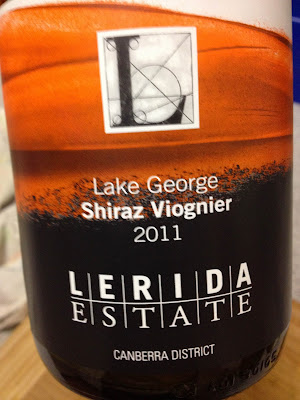 L
Lake George
Shiraz Viognier
2011
LERIDA
ESTATE
CANBERRA DISTRICT